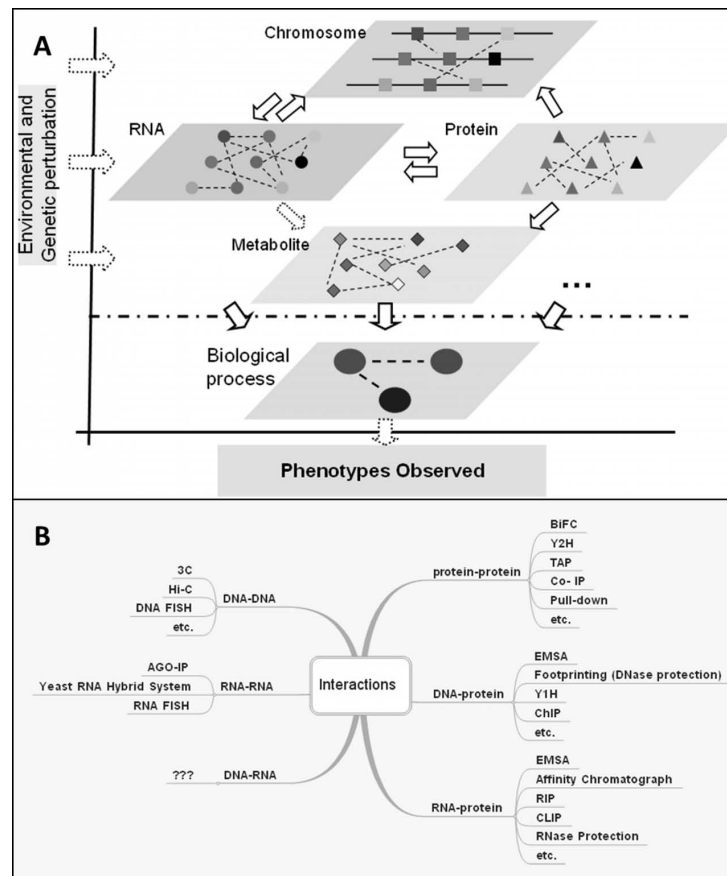 A
Chromosome
Environmental and
Genetic perturbation
RNA
Protein
Metabolite
...
Biological
process
Phenotypes Observed
B
3C
Hi-C
DNA FISH
etc.
DNA-DNA
AGO-IP
Yeast RNA Hybrid System
RNA FISH
RNA-RNA
???
DNA-RNA
Interactions
protein-protein
BiFC
Y2H
TAP
Co- IP
Pull-down
etc.
DNA-protein
EMSA
Footprinting (DNase protection)
Y1H
ChIP
etc.
RNA-protein
EMSA
Affinity Chromatograph
RIP
CLIP
RNase Protection
etc.